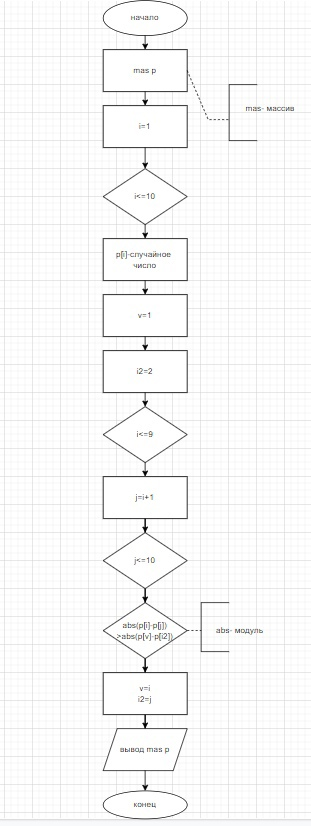 начало
mas p
mas- массив
i=1
i<=10
p[i]-случайное
число
v=1
i2=2
i<=9
j=i+1
j<=10
abs(p[i]-p[j])
>abs(p[v]-p[i2])
abs- модуль
v=i
i2=j
вывод mas p
конец